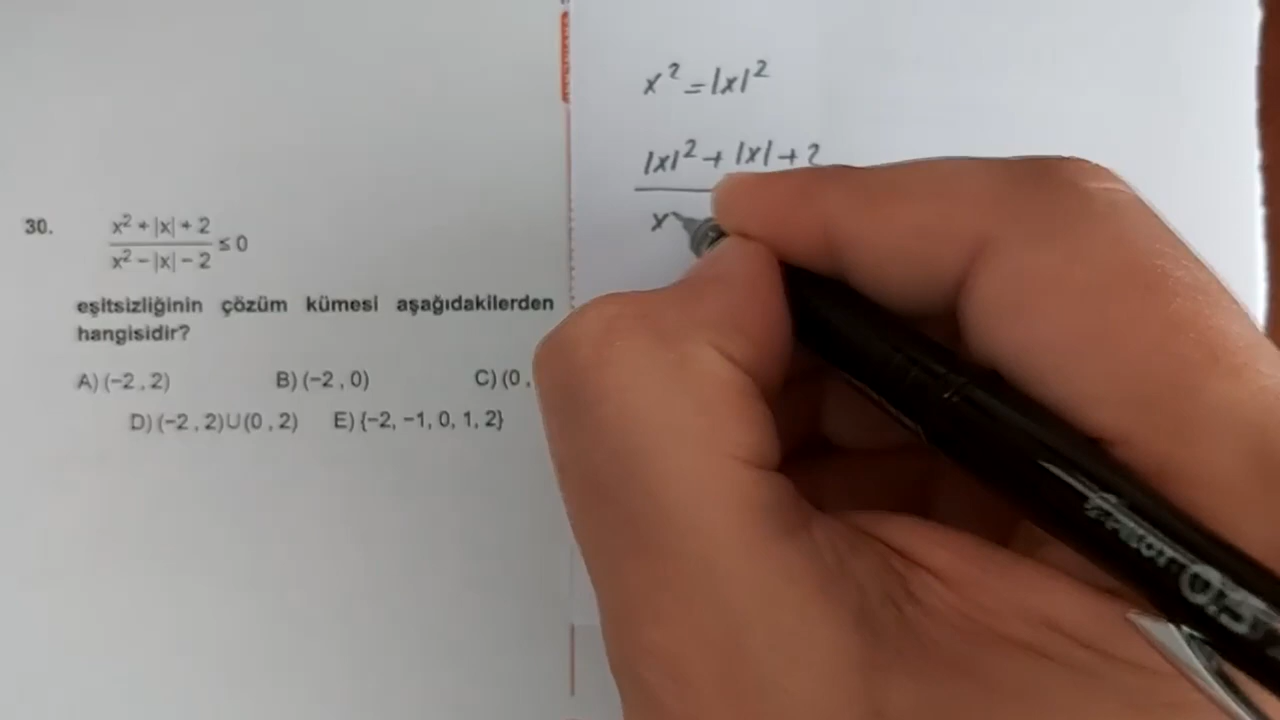 30.
x² + |x| + 2
x² - |x| - 2
≤ 0
eşitsizliğinin çözüm kümesi aşağıdakilerden
hangisidir?
A) (-2 , 2) B) (-2 , 0) C) (0 ,
D) (-2 , 2)∪(0 , 2) E) {-2, -1, 0, 1, 2}
x² = |x|²
|x|² + |x| + 2
x